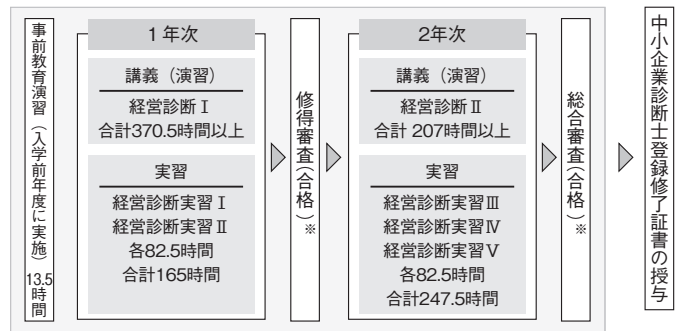 事前教育演習（入学前年度に実施）13.5時間
1年次
講義（演習）
経営診断Ⅰ
合計370.5時間以上
実習
経営診断実習Ⅰ
経営診断実習Ⅱ
各82.5時間
合計165時間
修得審査（合格）※
2年次
講義（演習）
経営診断Ⅱ
合計 207時間以上
実習
経営診断実習Ⅲ
経営診断実習Ⅳ
経営診断実習Ⅴ
各82.5時間
合計247.5時間
総合審査（合格）※
中小企業診断士登録修了証書の授与